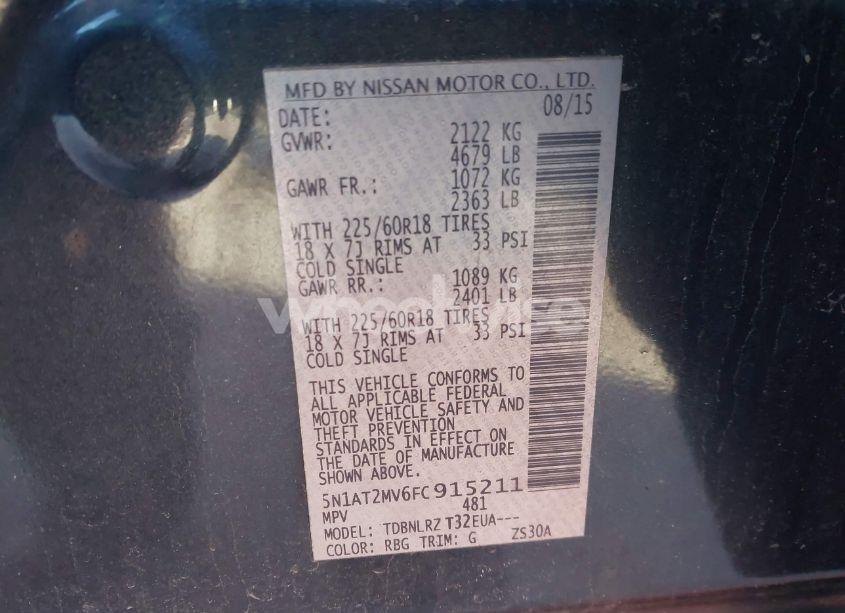 MFD BY NISSAN MOTOR CO., LTD.
DATE: 08/15
GVWR: 2122 KG
4679 LB
GAWR FR.: 1072 KG
2363 LB
WITH 225/60R18 TIRES
18 X 7J RIMS AT 33 PSI
COLD SINGLE
GAWR RR.: 1089 KG
2401 LB
WITH 225/60R18 TIRES
18 X 7J RIMS AT 33 PSI
COLD SINGLE
THIS VEHICLE CONFORMS TO
ALL APPLICABLE FEDERAL
MOTOR VEHICLE SAFETY AND
THEFT PREVENTION
STANDARDS IN EFFECT ON
THE DATE OF MANUFACTURE
SHOWN ABOVE.
5N1AT2MV6FC915211
MPV 481
MODEL: TDBNLRZ T32EUA---
COLOR: RBG TRIM: G ZS30A